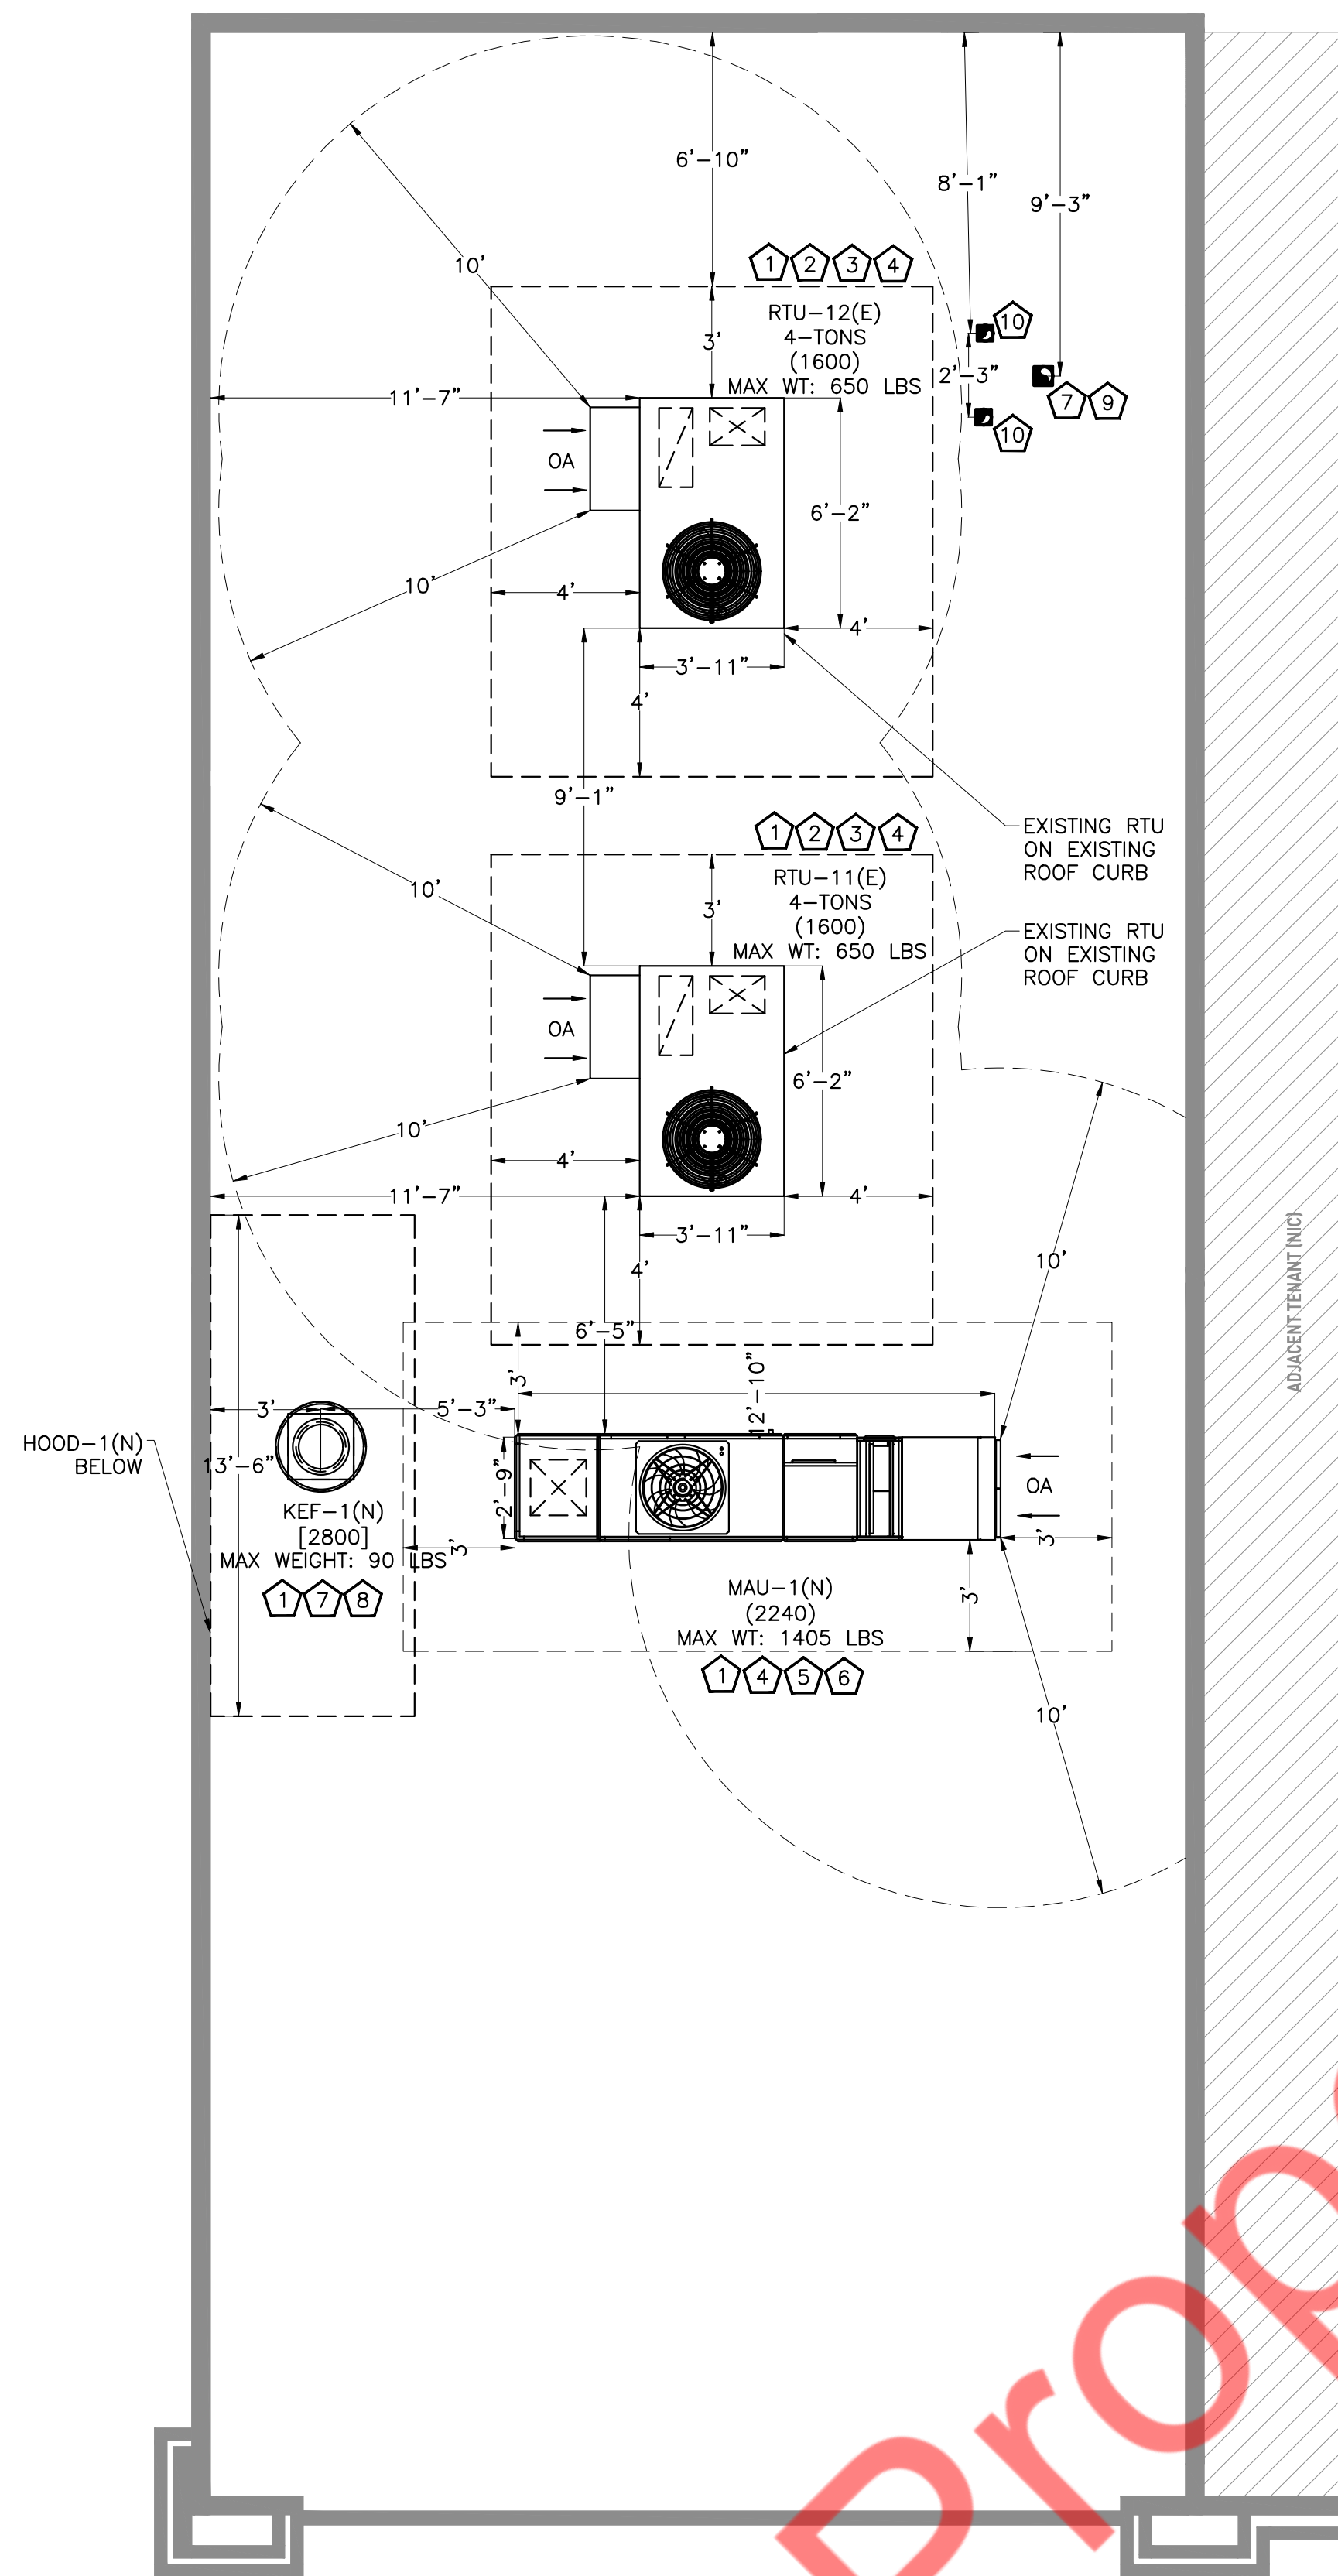 6'-10"
8'-1"
9'-3"
10'
1 2 3 4
RTU-12(E)
4-TONS
(1600)
MAX WT: 650 LBS
3'
10
2'-3"
7 9
10
11'-7"
OA
6'-2"
10'
4'
4'
3'-11"
4'
9'-1"
EXISTING RTU
ON EXISTING
ROOF CURB
1 2 3 4
RTU-11(E)
4-TONS
(1600)
MAX WT: 650 LBS
3'
10'
EXISTING RTU
ON EXISTING
ROOF CURB
OA
6'-2"
10'
4'
11'-7"
4'
3'-11"
4'
10'
ADJACENT TENANT (NIC)
6'-5"
3'
12'-10"
3'
5'-3"
HOOD-1(N)
BELOW
13'-6"
2'-9"
OA
KEF-1(N)
[2800]
MAX WEIGHT: 90 LBS
3'
3'
1 7 8
MAU-1(N)
(2240)
MAX WT: 1405 LBS
3'
1 4 5 6
10'
Prop